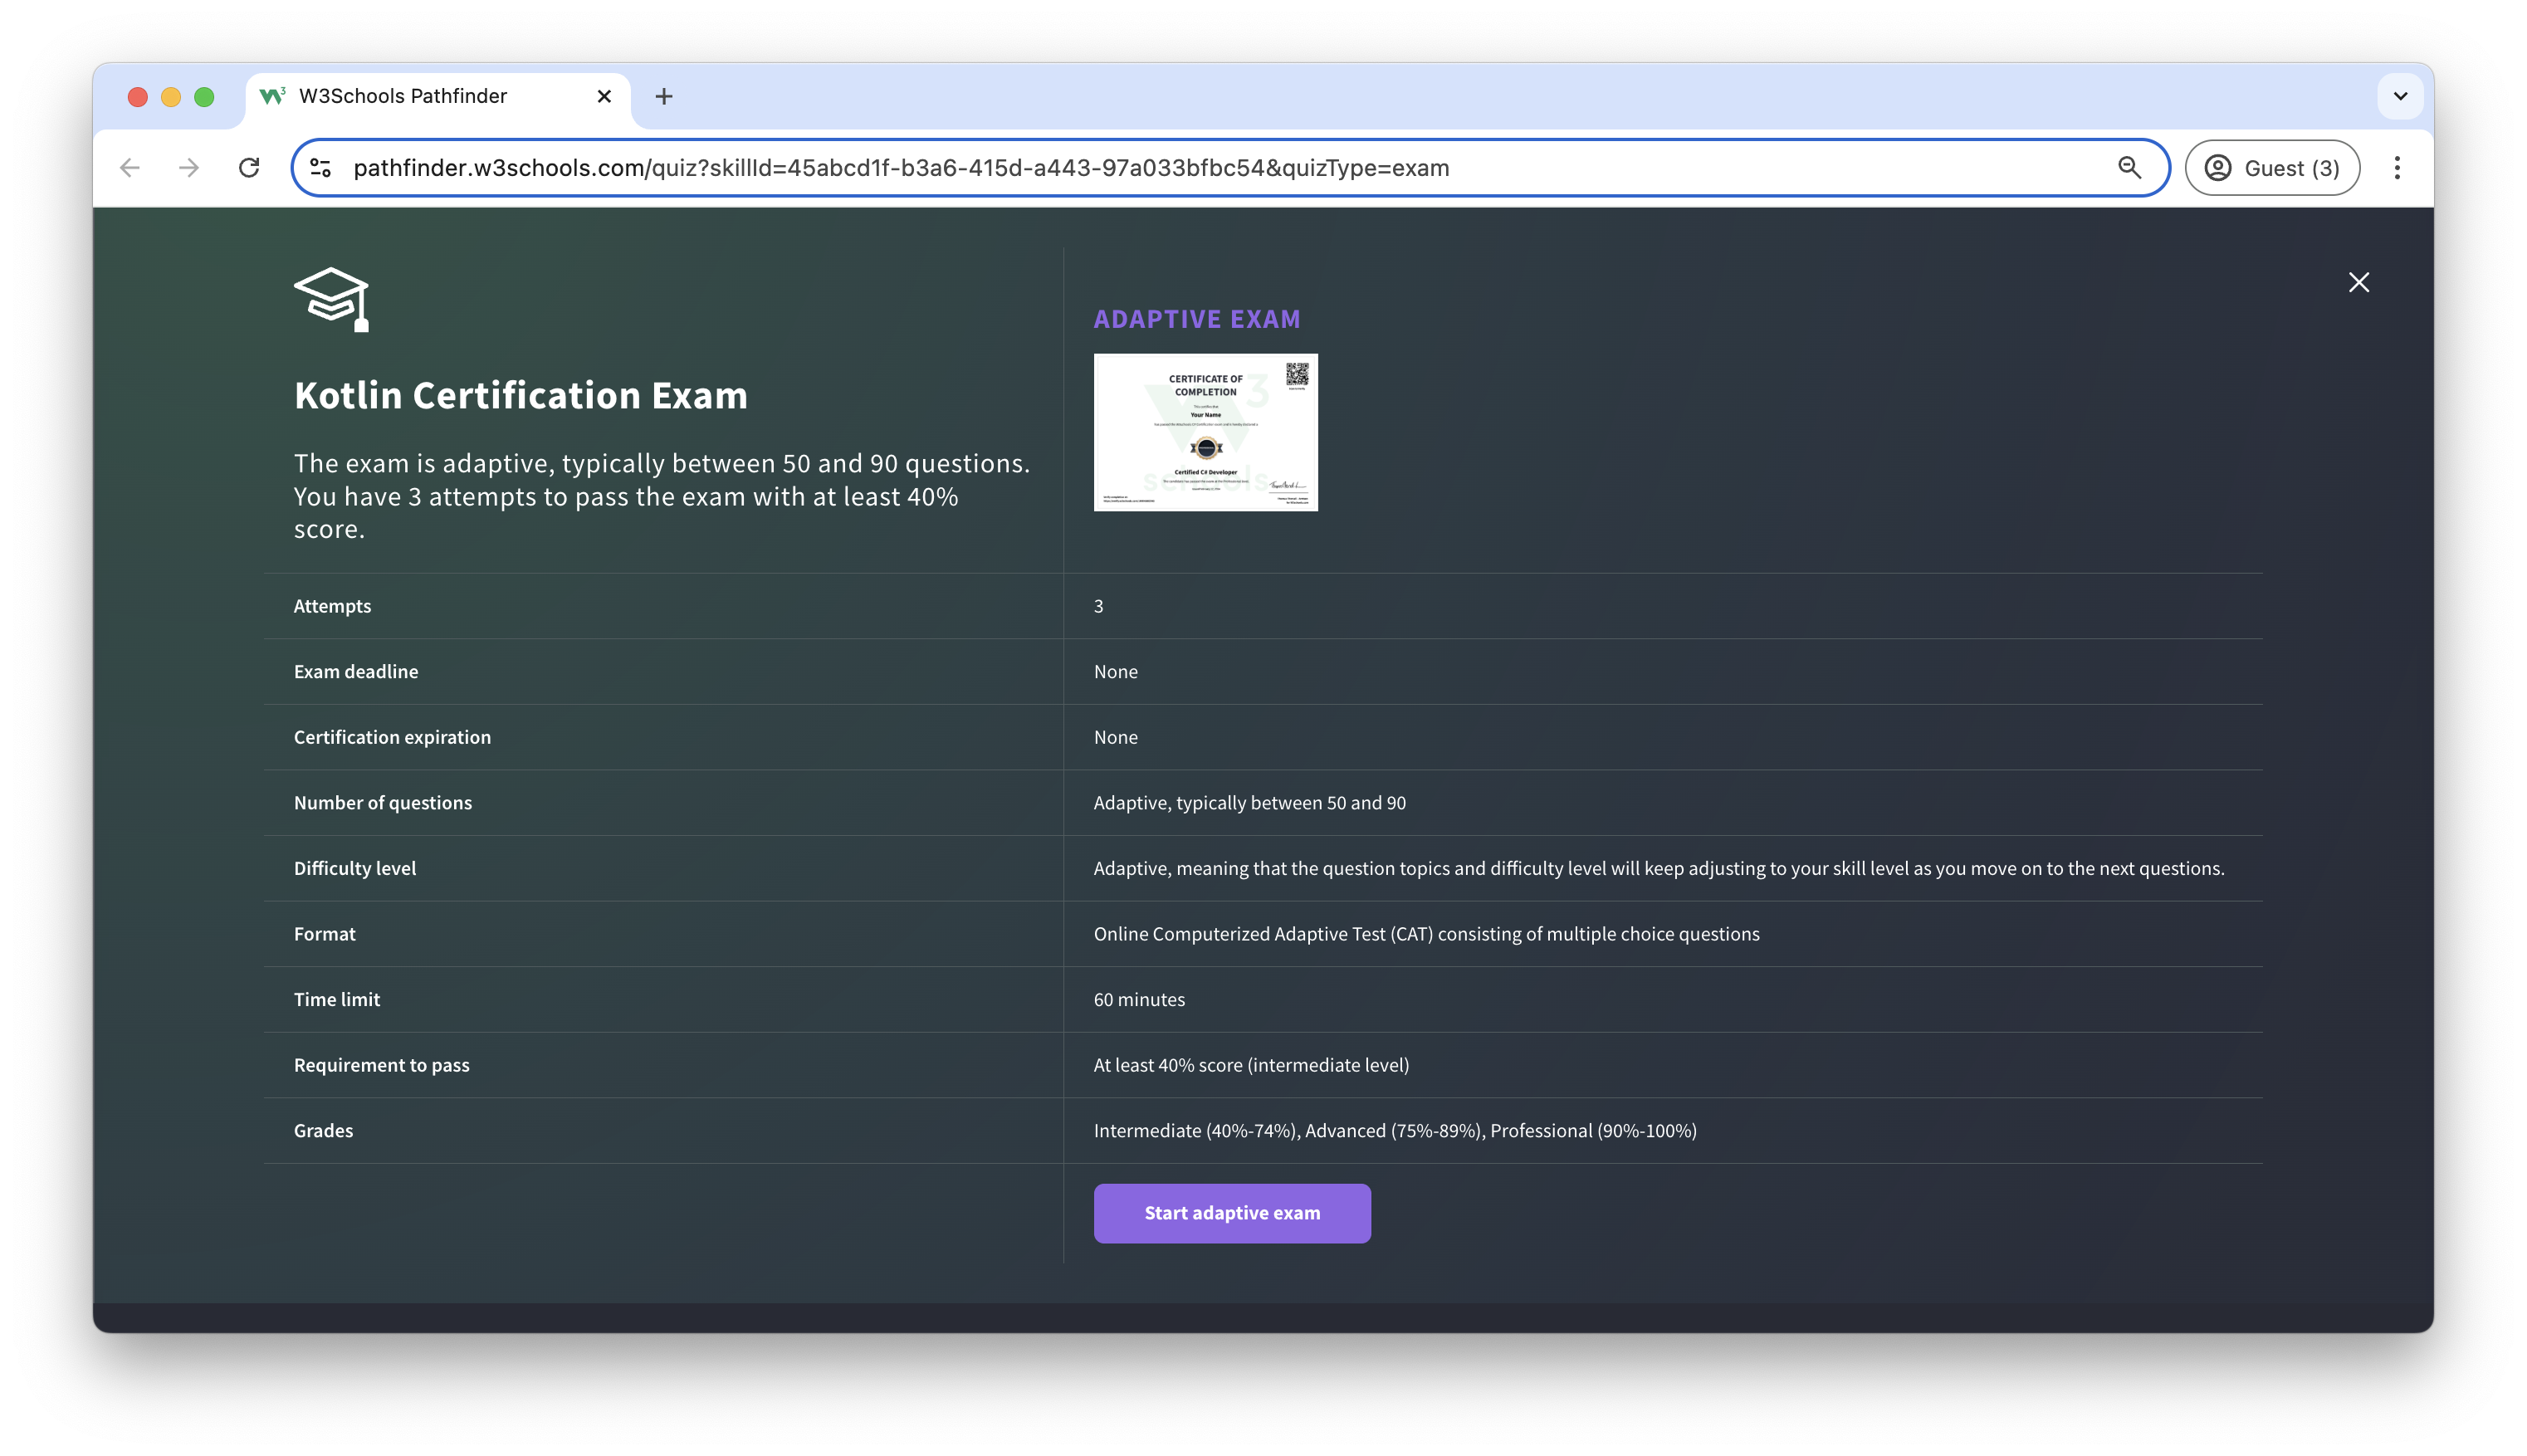 W3Schools Pathfinder
pathfinder.w3schools.com/quiz?skillId=45abcd1f-b3a6-415d-a443-97a033bfbc54&quizType=exam
Guest (3)
Kotlin Certification Exam
The exam is adaptive, typically between 50 and 90 questions.
You have 3 attempts to pass the exam with at least 40%
score.
ADAPTIVE EXAM
CERTIFICATE OF
COMPLETION
Your Name
Certified C# Developer
Attempts
3
Exam deadline
None
Certification expiration
None
Number of questions
Adaptive, typically between 50 and 90
Difficulty level
Adaptive, meaning that the question topics and difficulty level will keep adjusting to your skill level as you move on to the next questions.
Format
Online Computerized Adaptive Test (CAT) consisting of multiple choice questions
Time limit
60 minutes
Requirement to pass
At least 40% score (intermediate level)
Grades
Intermediate (40%-74%), Advanced (75%-89%), Professional (90%-100%)
Start adaptive exam